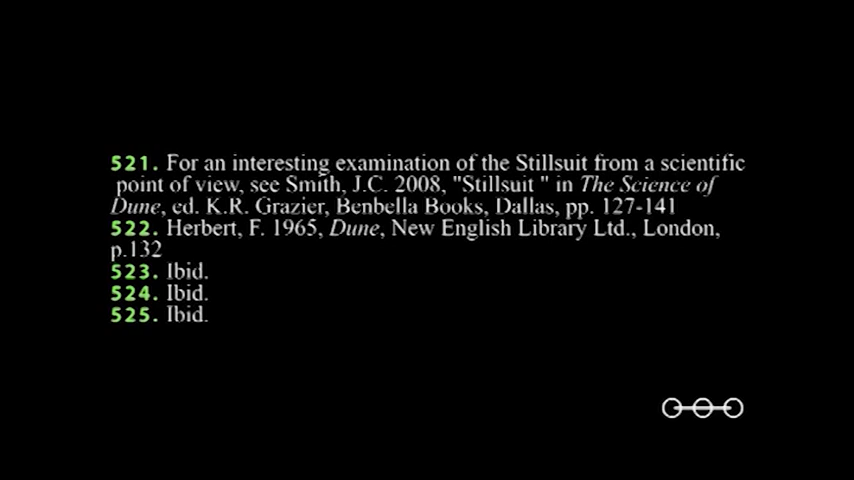 521. For an interesting examination of the Stillsuit from a scientific
point of view, see Smith, J.C. 2008, "Stillsuit " in The Science of
Dune, ed. K.R. Grazier, Benbella Books, Dallas, pp. 127-141
522. Herbert, F. 1965, Dune, New English Library Ltd., London,
p.132
523. Ibid.
524. Ibid.
525. Ibid.